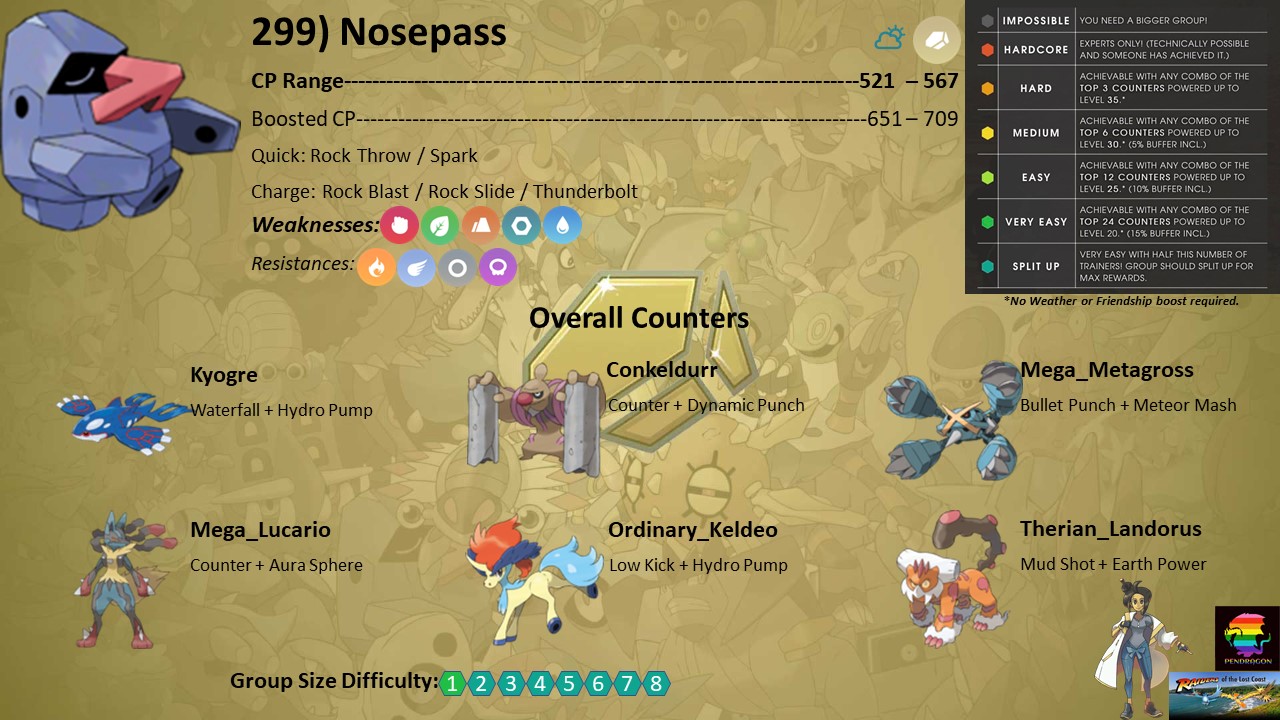 299) Nosepass
CP Range---521 – 567
Boosted CP---651 – 709
Quick: Rock Throw / Spark
Charge: Rock Blast / Rock Slide / Thunderbolt
Weaknesses:
Resistances:
IMPOSSIBLE YOU NEED A BIGGER GROUP!
HARDCORE EXPERTS ONLY! (TECHNICALLY POSSIBLE
AND SOMEONE HAS ACHIEVED IT.)
HARD ACHIEVABLE WITH ANY COMBO OF THE
TOP 3 COUNTERS POWERED UP TO
LEVEL 35.*
MEDIUM ACHIEVABLE WITH ANY COMBO OF THE
TOP 6 COUNTERS POWERED UP TO
LEVEL 30.* (5% BUFFER INCL.)
EASY ACHIEVABLE WITH ANY COMBO OF THE
TOP 12 COUNTERS POWERED UP TO
LEVEL 25.* (10% BUFFER INCL.)
VERY EASY ACHIEVABLE WITH ANY COMBO OF THE
TOP 24 COUNTERS POWERED UP TO
LEVEL 20.* (15% BUFFER INCL.)
SPLIT UP VERY EASY WITH HALF THIS NUMBER OF
TRAINERS! GROUP SHOULD SPLIT UP FOR
MAX REWARDS.
*No Weather or Friendship boost required.
Overall Counters
Kyogre
Waterfall + Hydro Pump
Conkeldurr
Counter + Dynamic Punch
Mega_Metagross
Bullet Punch + Meteor Mash
Mega_Lucario
Counter + Aura Sphere
Ordinary_Keldeo
Low Kick + Hydro Pump
Therian_Landorus
Mud Shot + Earth Power
Group Size Difficulty: 1 2 3 4 5 6 7 8
PENDRAGON
RAIDERS of the Lost Coast